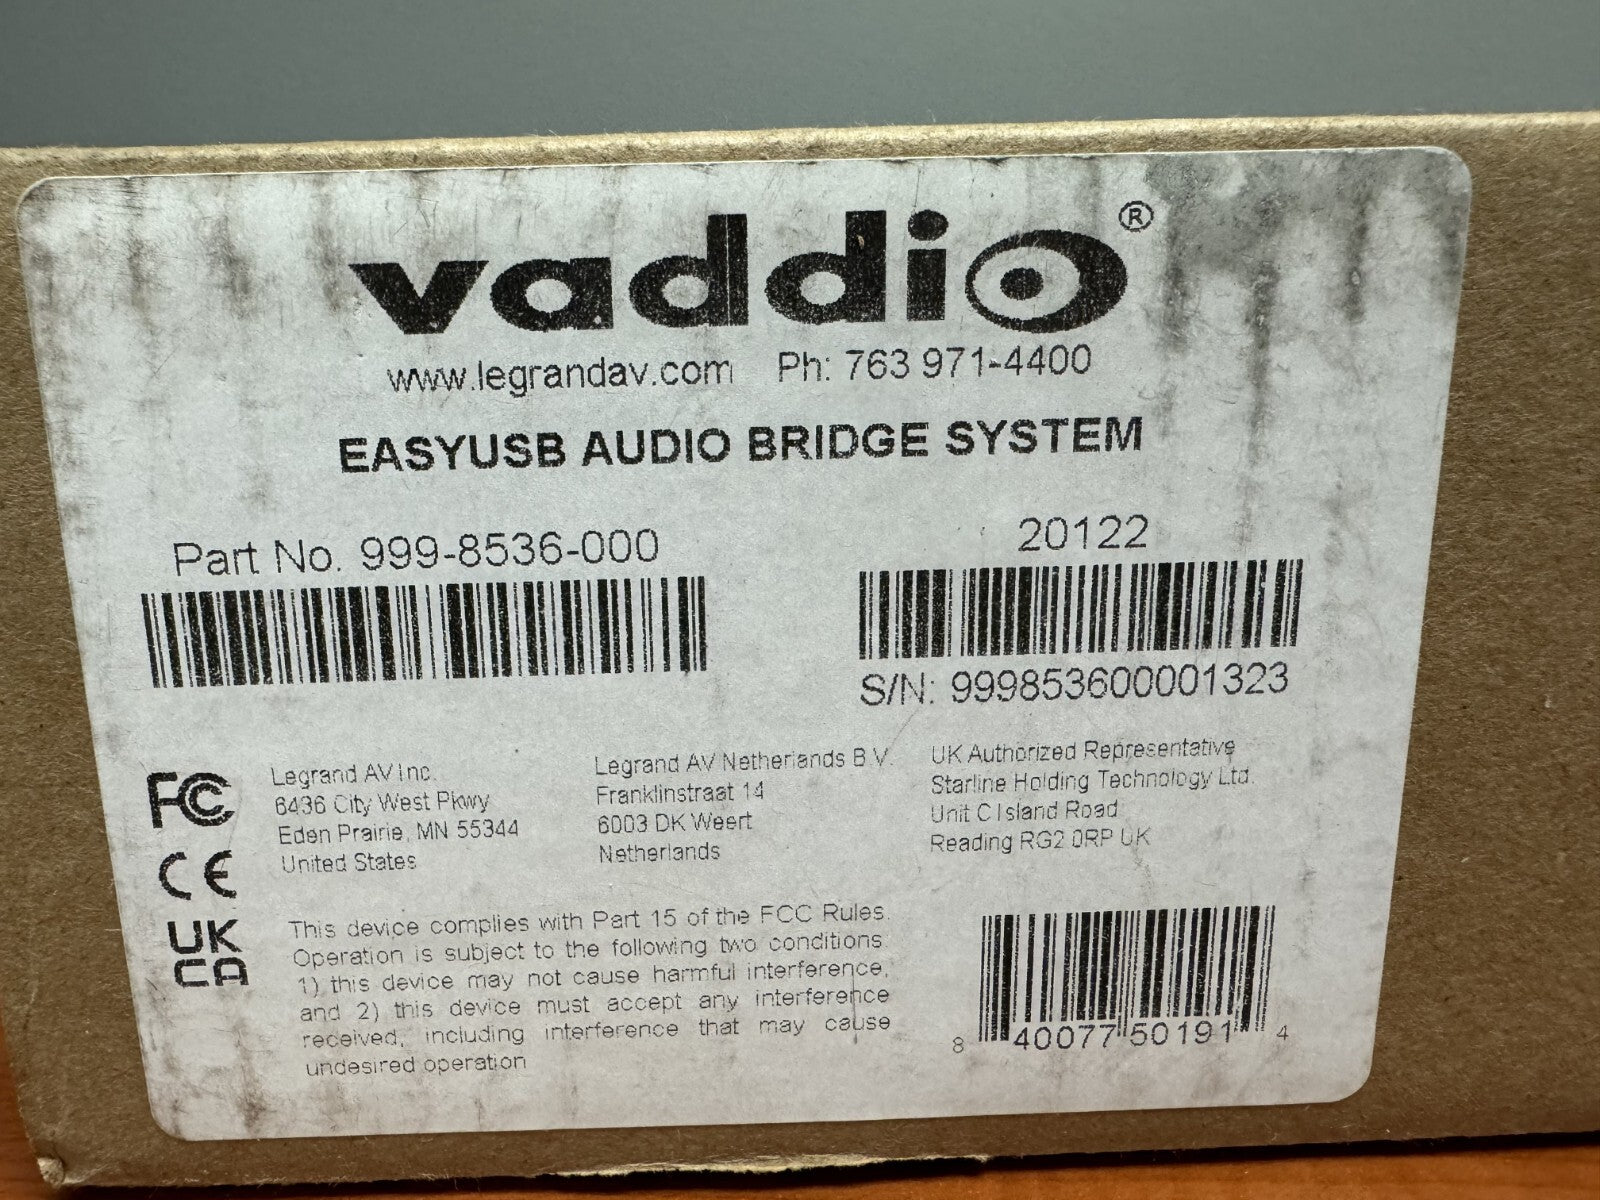 vaddio®
www.legrandav.com Ph: 763 971-4400
EASYUSB AUDIO BRIDGE SYSTEM
Part No. 999-8536-000
20122
S/N: 999853600001323
FC
Legrand AV Inc.
6436 City West Pkwy
Eden Prairie, MN 55344
United States
Legrand AV Netherlands B.V.
Franklinstraat 14
6003 DK Weert
Netherlands
UK Authorized Representative
Starline Holding Technology Ltd.
Unit C Island Road
Reading RG2 0RP UK
CE
UK
CA
This device complies with Part 15 of the FCC Rules.
Operation is subject to the following two conditions:
1) this device may not cause harmful interference,
and 2) this device must accept any interference
received, including interference that may cause
undesired operation
8 40077 50191 4